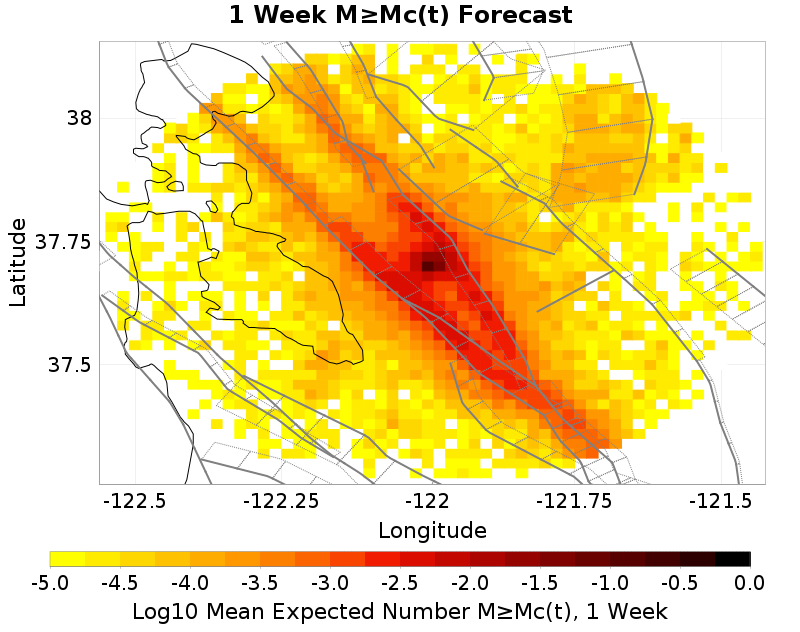 1 Week M≥Mc(t) Forecast
38
37.75
37.5
Latitude
-122.5 -122.25 -122 -121.75 -121.5
Longitude
-5.0 -4.5 -4.0 -3.5 -3.0 -2.5 -2.0 -1.5 -1.0 -0.5 0.0
Log10 Mean Expected Number M≥Mc(t), 1 Week